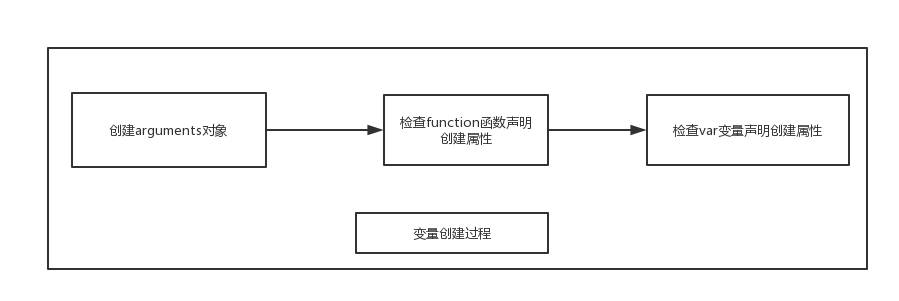 创建arguments对象
检查function函数声明
创建属性
检查var变量声明创建属性
变量创建过程